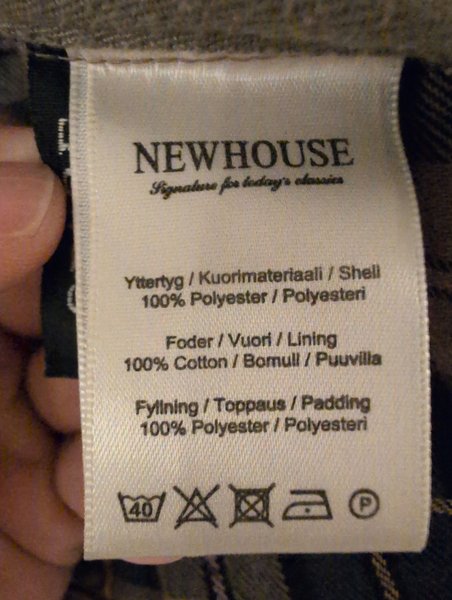 NEWHOUSE
Signature for today's classics
Yttertyg / Kuorimateriaali / Shell
100% Polyester / Polyesteri
Foder / Vuori / Lining
100% Cotton / Bomull / Puuvilla
Fyllning / Toppaus / Padding
100% Polyester / Polyesteri
40 P